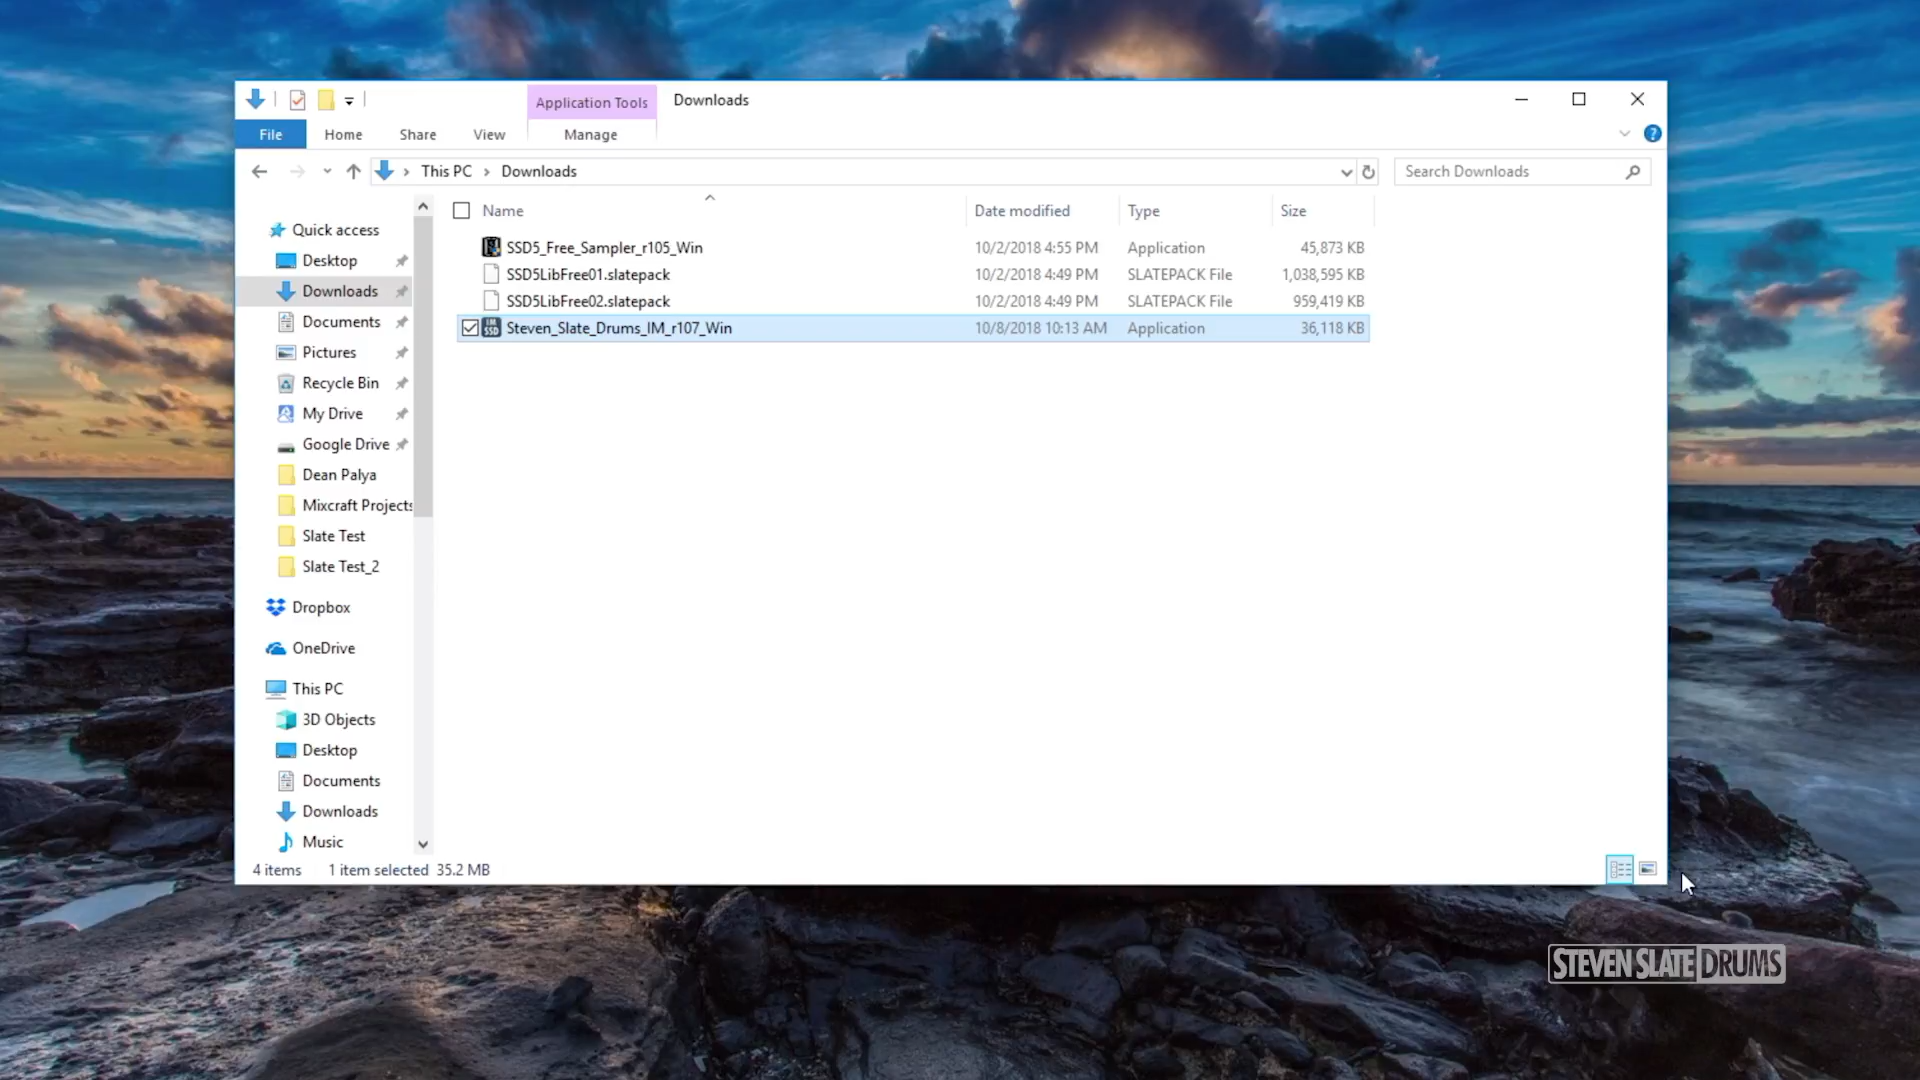 Application Tools
Downloads
File
Home
Share
View
Manage
?
This PC
Downloads
Search Downloads
Name
Date modified
Type
Size
SSD5_Free_Sampler_r105_Win 10/2/2018 4:55 PM Application 45,873 KB
SSD5LibFree01.slatepack 10/2/2018 4:49 PM SLATEPACK File 1,038,595 KB
SSD5LibFree02.slatepack 10/2/2018 4:49 PM SLATEPACK File 959,419 KB
Steven_Slate_Drums_IM_r107_Win 10/8/2018 10:13 AM Application 36,118 KB
Quick access
Desktop
Downloads
Documents
Pictures
Recycle Bin
My Drive
Google Drive
Dean Palya
Mixcraft Projects
Slate Test
Slate Test_2
Dropbox
OneDrive
This PC
3D Objects
Desktop
Documents
Downloads
Music
4 items 1 item selected 35.2 MB
STEVEN SLATE DRUMS